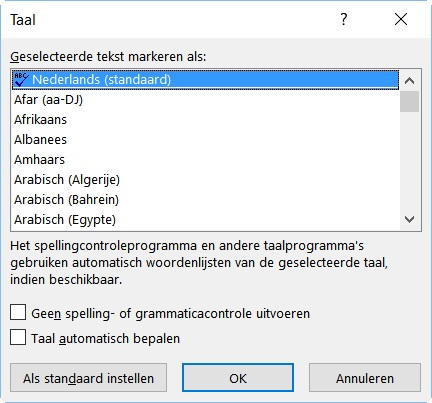 Taal
?
Geselecteerde tekst markeren als:
ABC Nederlands (standaard)
Afar (aa-DJ)
Afrikaans
Albanees
Amhaars
Arabisch (Algerije)
Arabisch (Bahrein)
Arabisch (Egypte)
Het spellingcontroleprogramma en andere taalprogramma's
gebruiken automatisch woordenlijsten van de geselecteerde taal,
indien beschikbaar.
Geen spelling- of grammaticacontrole uitvoeren
Taal automatisch bepalen
Als standaard instellen OK Annuleren